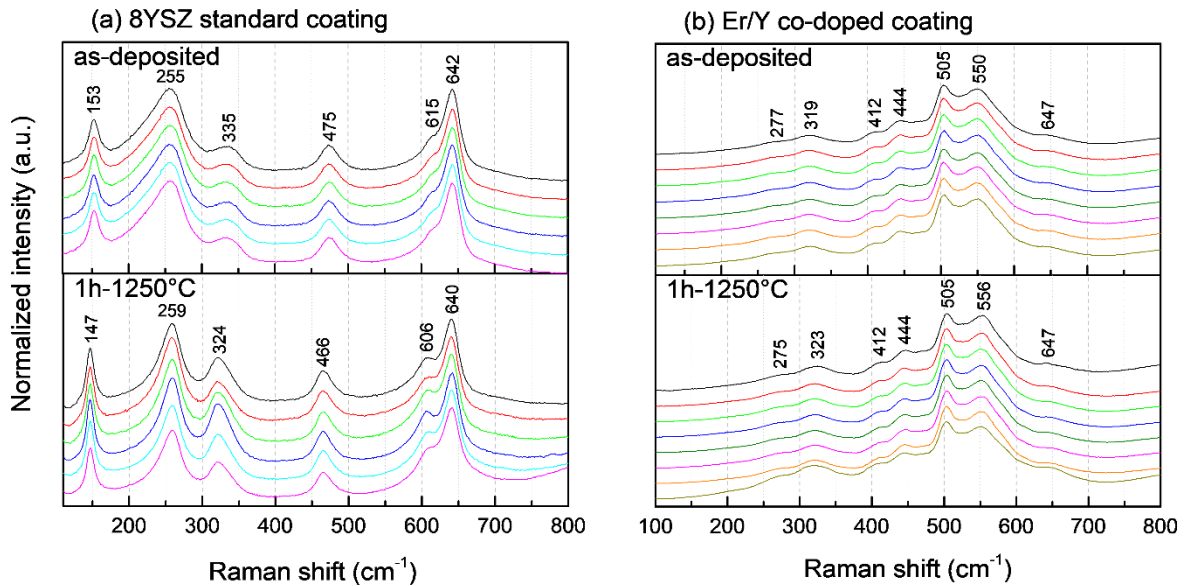 (a) 8YSZ standard coating
as-deposited
153
255
335
475
615
642
1h-1250°C
147
259
324
466
606
640
200 300 400 500 600 700 800
Raman shift (cm-1)
Normalized intensity (a.u.)
(b) Er/Y co-doped coating
as-deposited
277
319
412
444
505
550
647
1h-1250°C
275
323
412
444
505
556
647
100 200 300 400 500 600 700 800
Raman shift (cm-1)